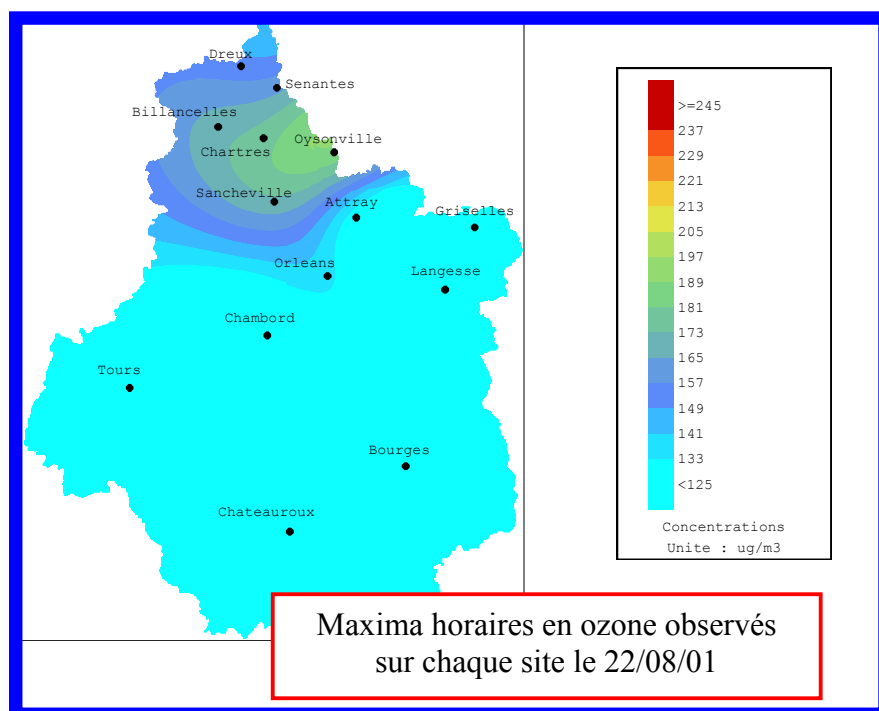 Dreux
Senantes
Billancelles
Chartres
Oysonville
Sancheville
Attray
Griselles
Orleans
Langesse
Chambord
Tours
Bourges
Chateauroux
>=245
237
229
221
213
205
197
189
181
173
165
157
149
141
133
<125
Concentrations
Unite : ug/m3
Maxima horaires en ozone observés
sur chaque site le 22/08/01